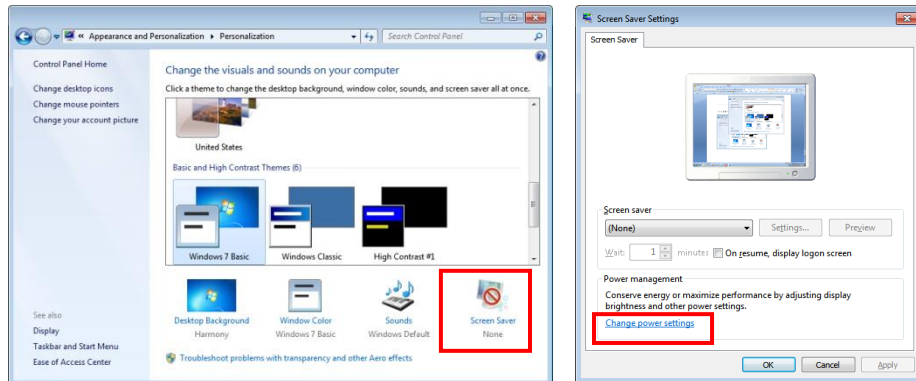 « Appearance and Personalization ▸ Personalization
Search Control Panel
Control Panel Home
Change desktop icons
Change mouse pointers
Change your account picture
See also
Display
Taskbar and Start Menu
Ease of Access Center
Change the visuals and sounds on your computer
Click a theme to change the desktop background, window color, sounds, and screen saver all at once.
United States
Basic and High Contrast Themes (6)
Windows 7 Basic
Windows Classic
High Contrast #1
Desktop Background
Harmony
Window Color
Windows 7 Basic
Sounds
Windows Default
Screen Saver
None
Troubleshoot problems with transparency and other Aero effects
Screen Saver Settings
Screen Saver
Screen saver
(None)
Settings...
Preview
Wait: 1 minutes
On resume, display logon screen
Power management
Conserve energy or maximize performance by adjusting display
brightness and other power settings.
Change power settings
OK
Cancel
Apply